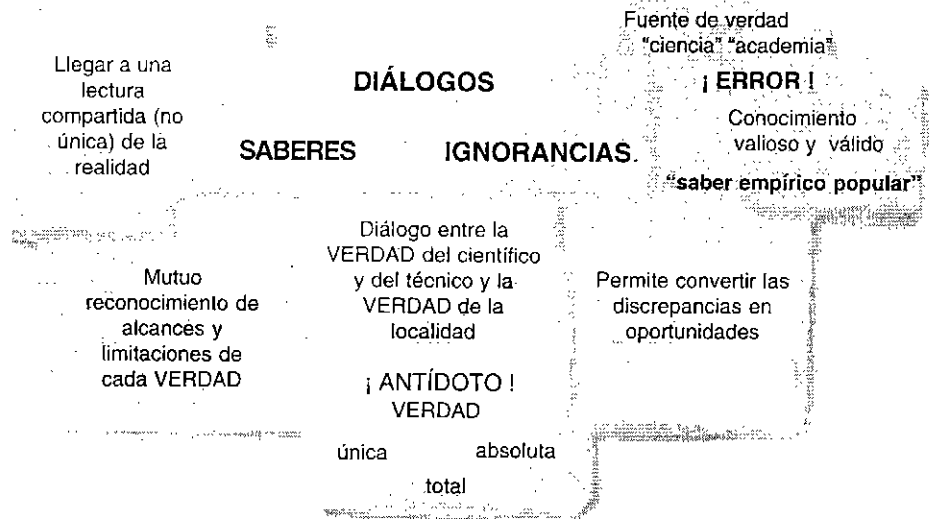 Llegar a una
lectura
compartida (no
única) de la
realidad
DIÁLOGOS
SABERES IGNORANCIAS
Fuente de verdad
"ciencia" "academia"
¡ ERROR !
Conocimiento
valioso y válido
"saber empírico popular"
Mutuo
reconocimiento de
alcances y
limitaciones de
cada VERDAD
Diálogo entre la
VERDAD del científico
y del técnico y la
VERDAD de la
localidad
¡ ANTÍDOTO !
VERDAD
única absoluta
total
Permite convertir las
discrepancias en
oportunidades